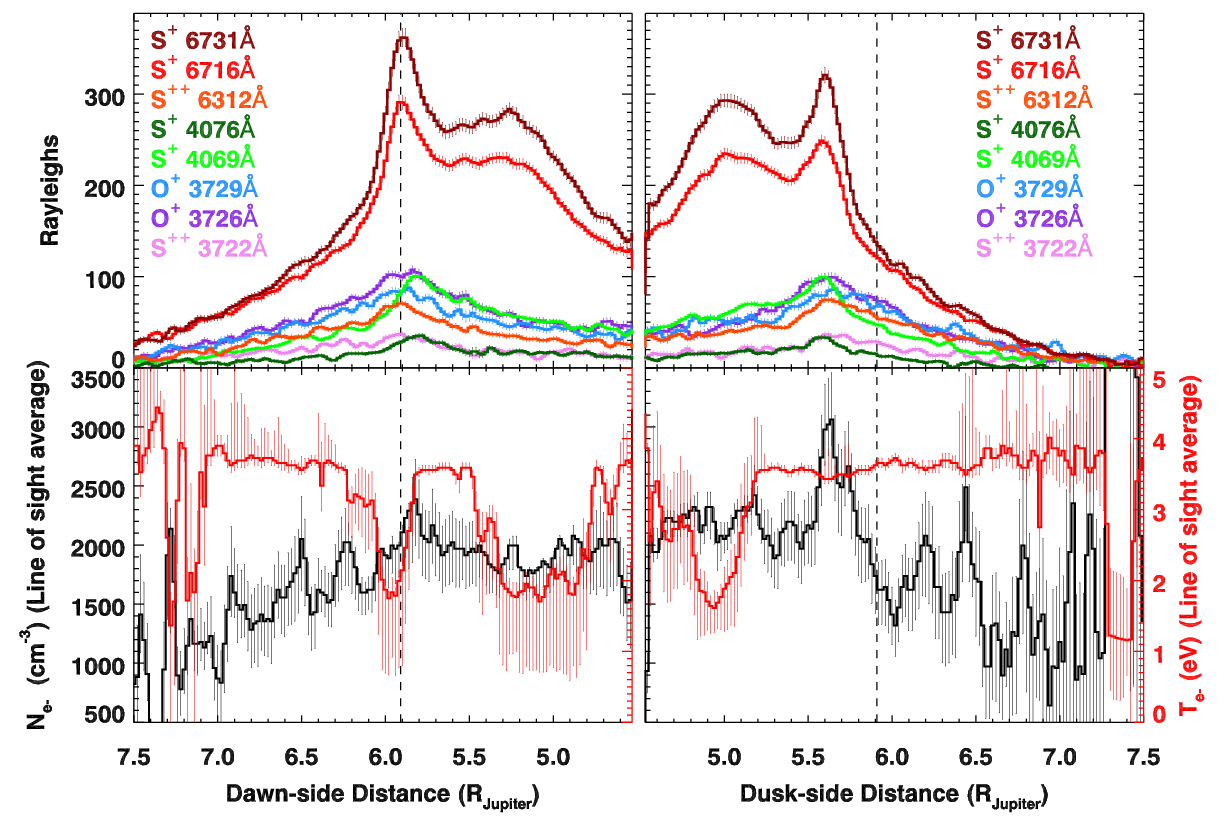 S+ 6731Å
S+ 6716Å
S++ 6312Å
S+ 4076Å
S+ 4069Å
O+ 3729Å
O+ 3726Å
S++ 3722Å
S+ 6731Å
S+ 6716Å
S++ 6312Å
S+ 4076Å
S+ 4069Å
O+ 3729Å
O+ 3726Å
S++ 3722Å
Rayleighs
300
200
100
0
Ne- (cm-3) (Line of sight average)
3500
3000
2500
2000
1500
1000
500
5
4
3
2
1
0
Te- (eV) (Line of sight average)
7.5 7.0 6.5 6.0 5.5 5.0
5.0 5.5 6.0 6.5 7.0 7.5
Dawn-side Distance (RJupiter)
Dusk-side Distance (RJupiter)